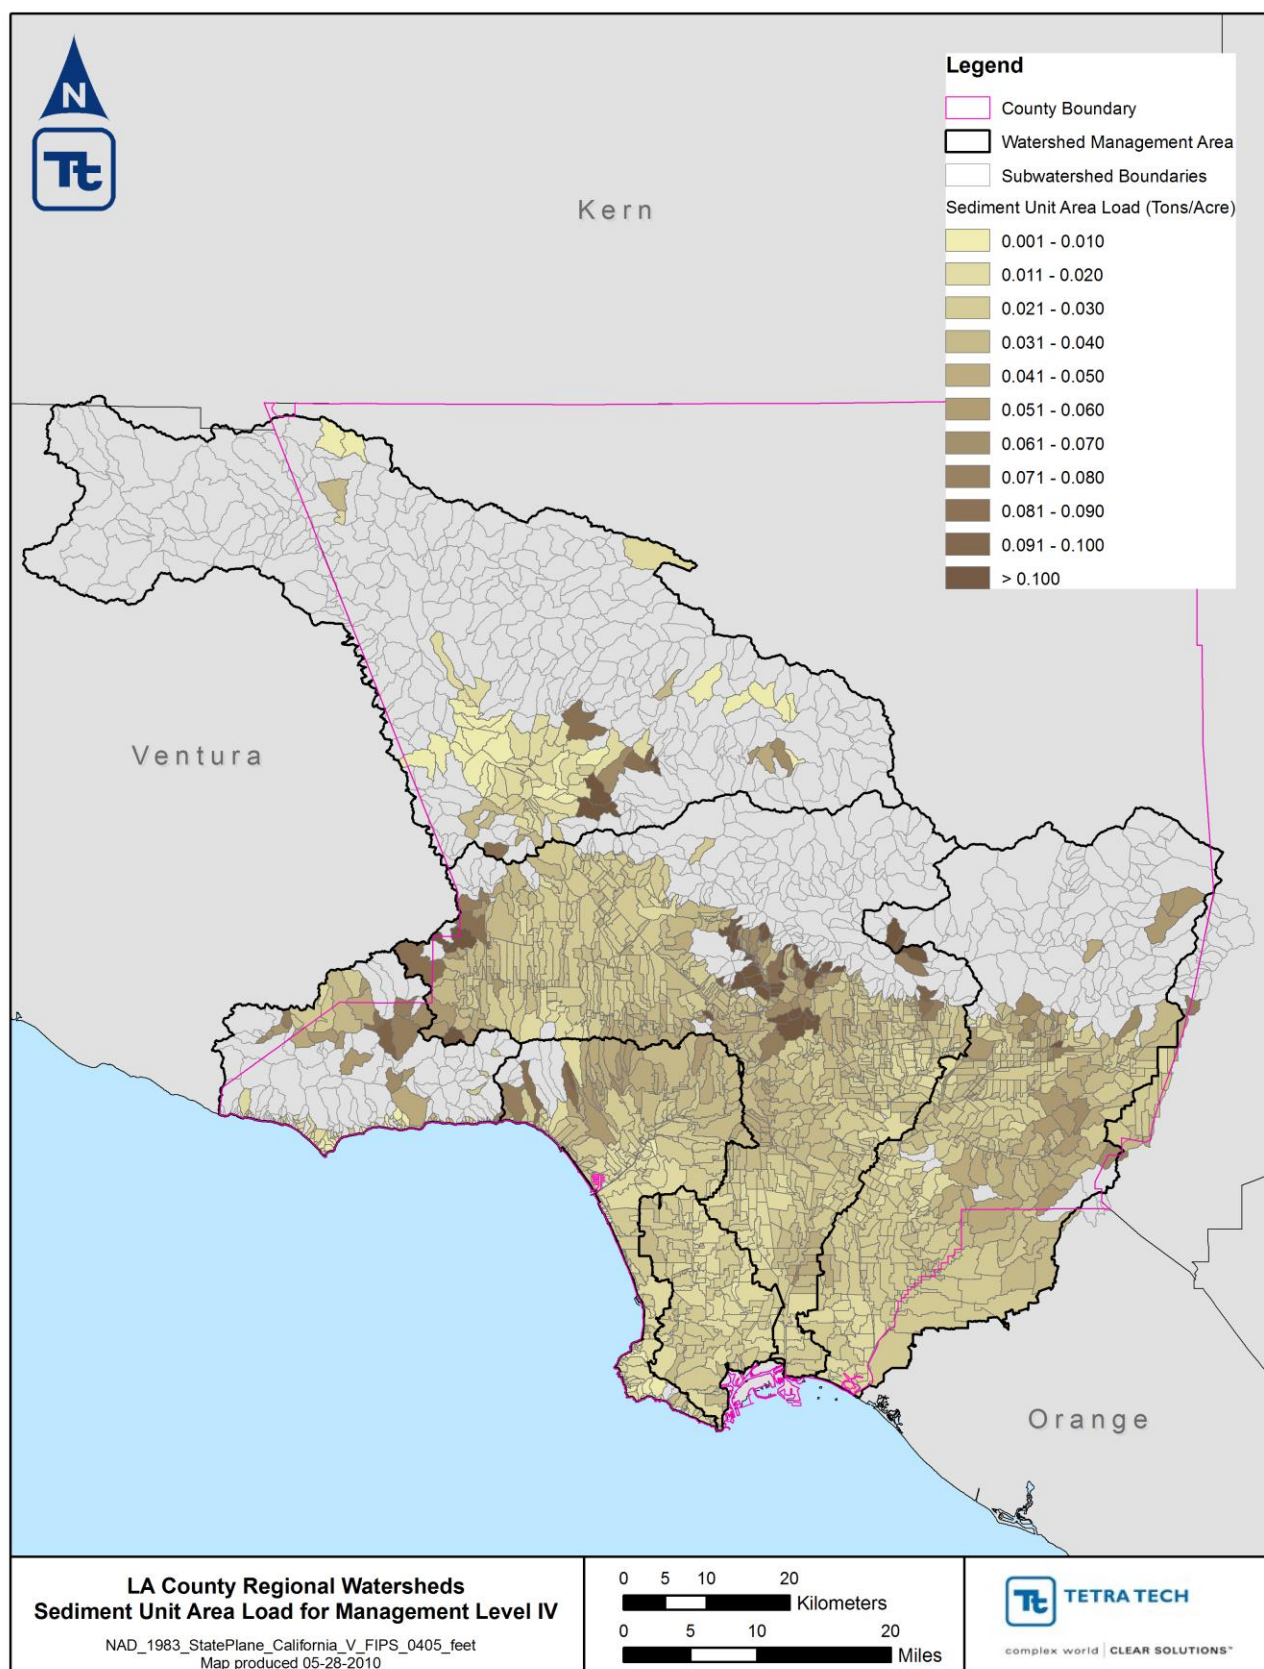 N
Tt
Legend
County Boundary
Watershed Management Area
Subwatershed Boundaries
Sediment Unit Area Load (Tons/Acre)
0.001 - 0.010
0.011 - 0.020
0.021 - 0.030
0.031 - 0.040
0.041 - 0.050
0.051 - 0.060
0.061 - 0.070
0.071 - 0.080
0.081 - 0.090
0.091 - 0.100
> 0.100
Kern
Ventura
Orange
LA County Regional Watersheds
Sediment Unit Area Load for Management Level IV
NAD_1983_StatePlane_California_V_FIPS_0405_feet
Map produced 05-28-2010
0 5 10 20
Kilometers
0 5 10 20
Miles
Tt TETRA TECH
complex world | CLEAR SOLUTIONS™